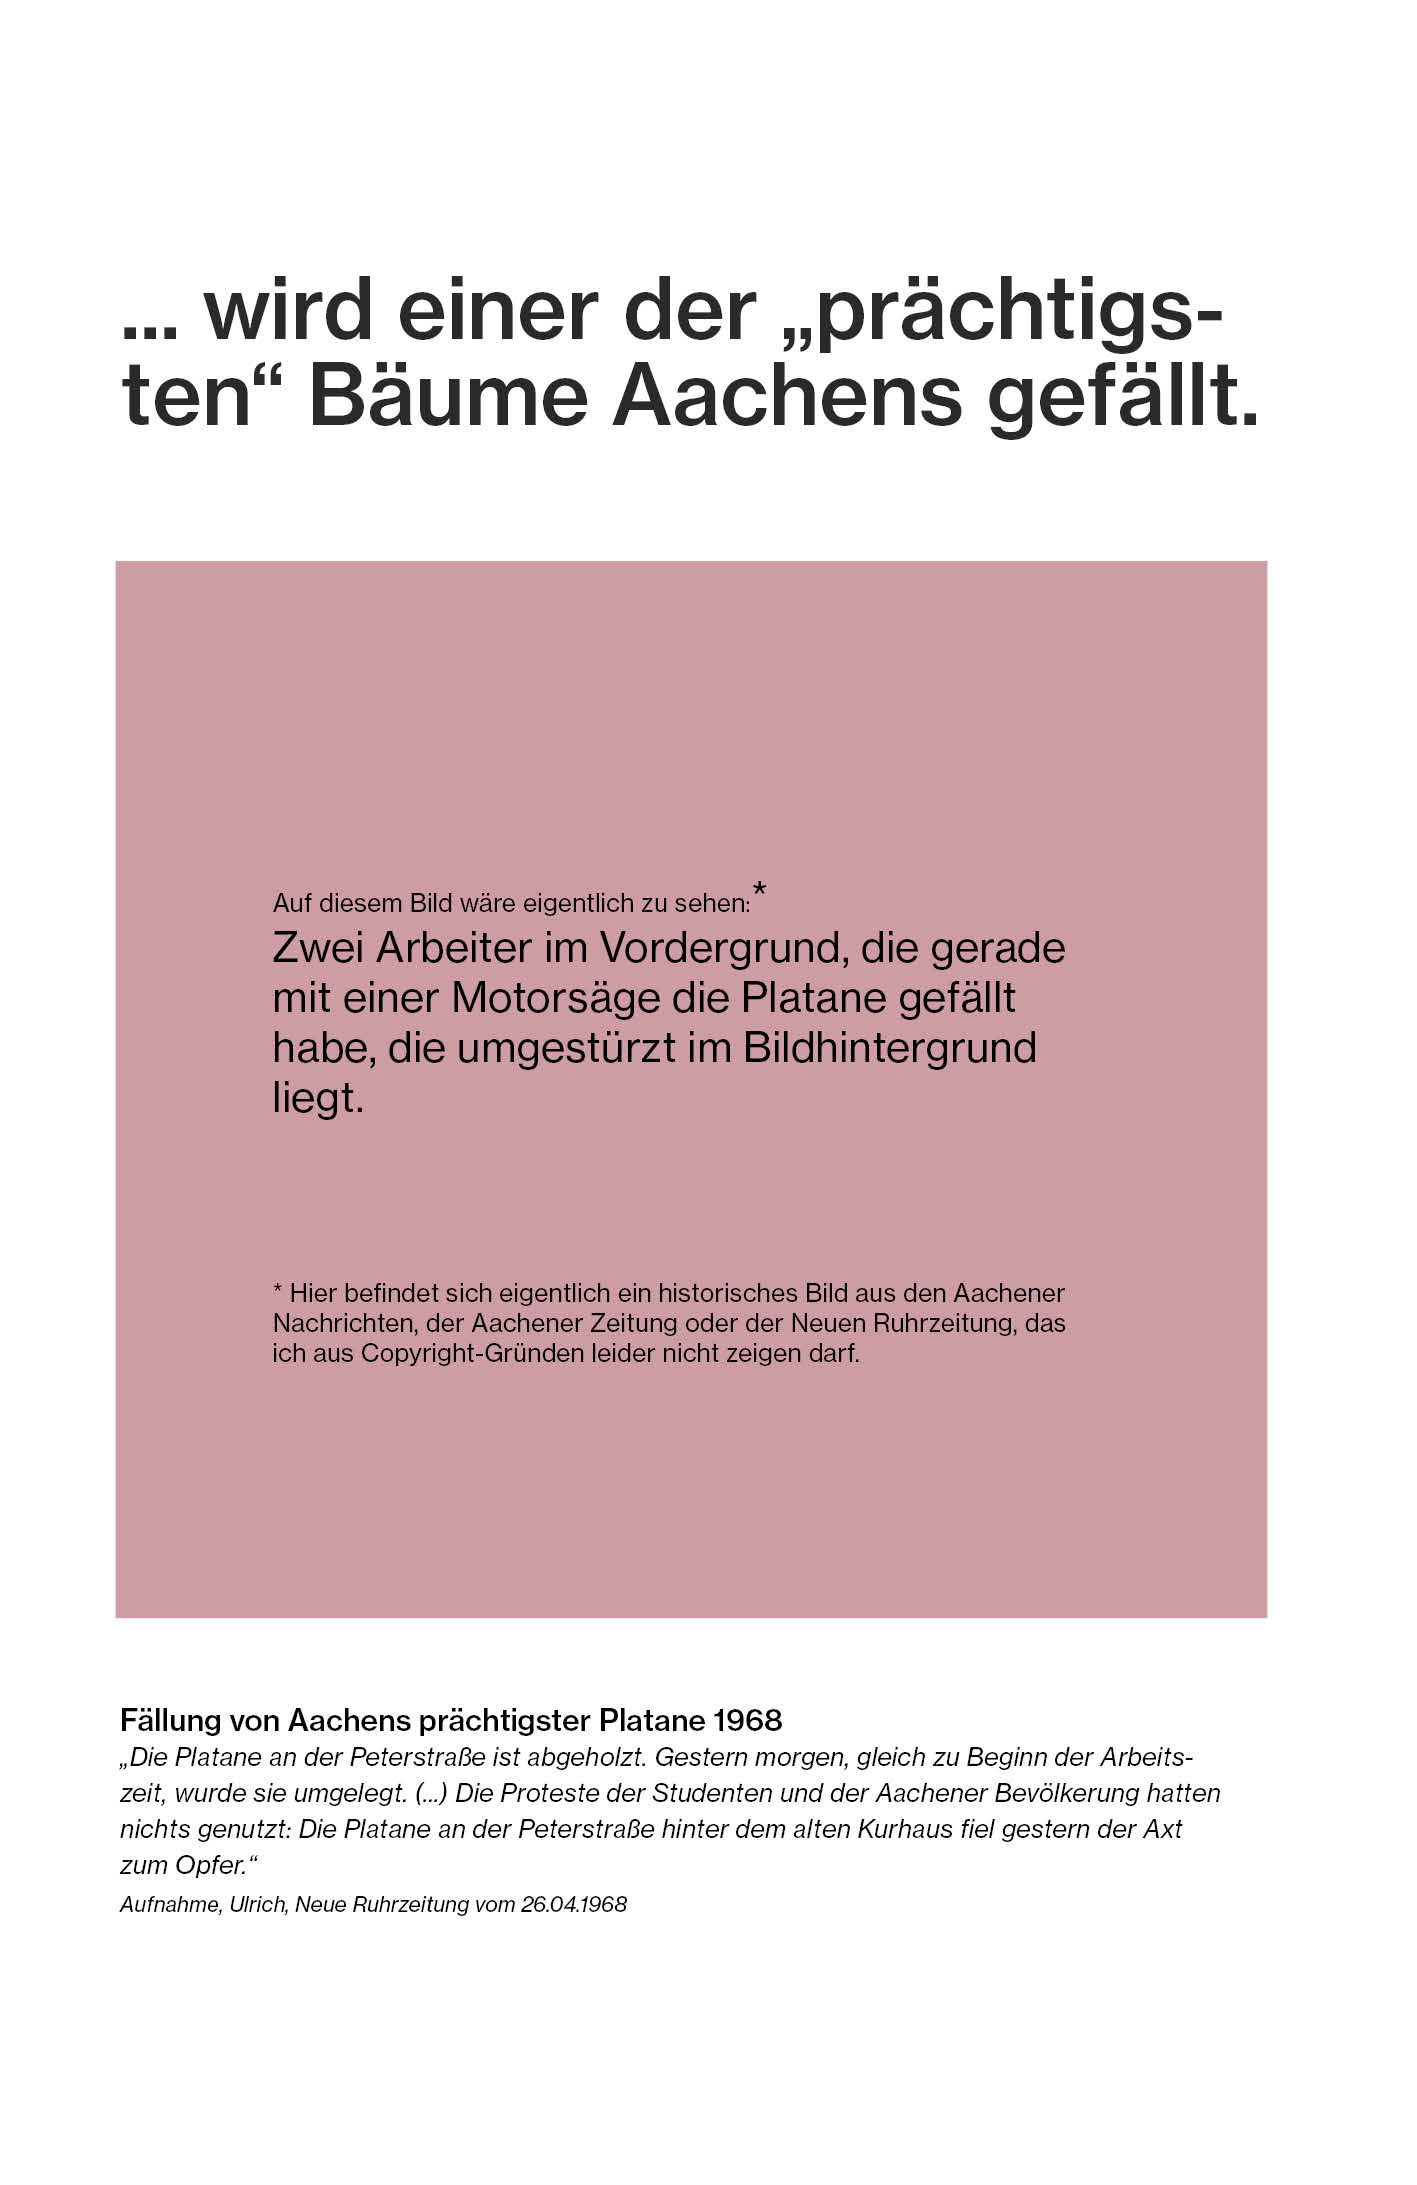 ... wird einer der „prächtigs-
ten“ Bäume Aachens gefällt.
Auf diesem Bild wäre eigentlich zu sehen:*
Zwei Arbeiter im Vordergrund, die gerade
mit einer Motorsäge die Platane gefällt
habe, die umgestürzt im Bildhintergrund
liegt.
* Hier befindet sich eigentlich ein historisches Bild aus den Aachener
Nachrichten, der Aachener Zeitung oder der Neuen Ruhrzeitung, das
ich aus Copyright-Gründen leider nicht zeigen darf.
Fällung von Aachens prächtigster Platane 1968
„Die Platane an der Peterstraße ist abgeholzt. Gestern morgen, gleich zu Beginn der Arbeits-
zeit, wurde sie umgelegt. (...) Die Proteste der Studenten und der Aachener Bevölkerung hatten
nichts genutzt: Die Platane an der Peterstraße hinter dem alten Kurhaus fiel gestern der Axt
zum Opfer.“
Aufnahme, Ulrich, Neue Ruhrzeitung vom 26.04.1968